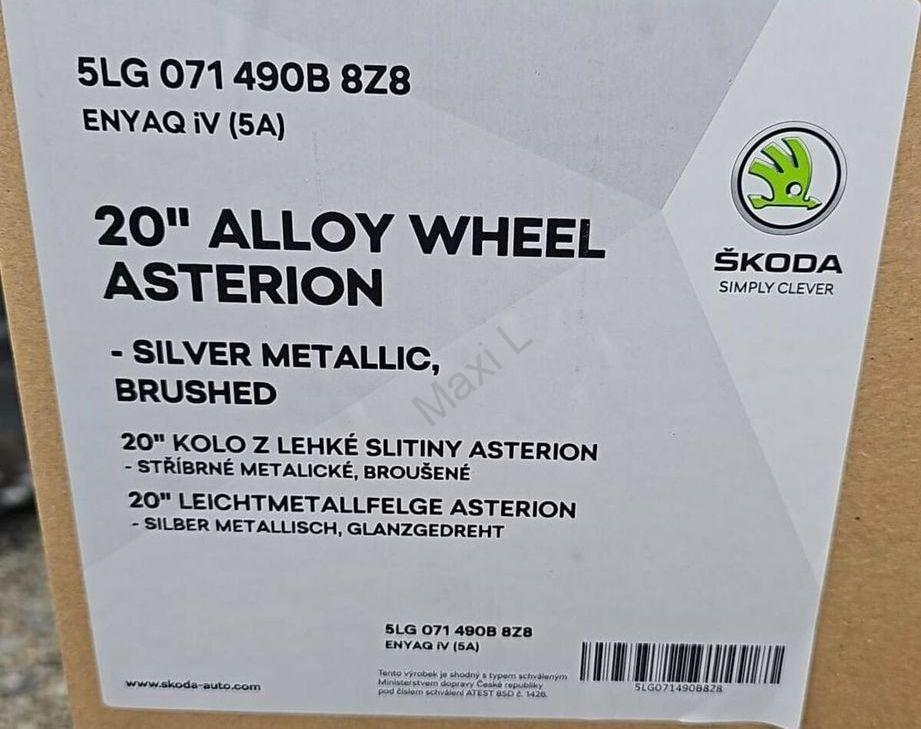 5LG 071 490B 8Z8
ENYAQ iV (5A)
ŠKODA
SIMPLY CLEVER
20" ALLOY WHEEL
ASTERION
- SILVER METALLIC,
BRUSHED
Maxi L
20" KOLO Z LEHKÉ SLITINY ASTERION
- STŘÍBRNÉ METALICKÉ, BROUŠENÉ
20" LEICHTMETALLFELGE ASTERION
- SILBER METALLISCH, GLANZGEDREHT
5LG 071 490B 8Z8
ENYAQ iV (5A)
www.skoda-auto.com
Tento výrobek je shodný s typem schváleným
Ministerstvem dopravy České republiky
pod číslem schválení ATEST 8SD č. 1426.
5LG071490B8Z8